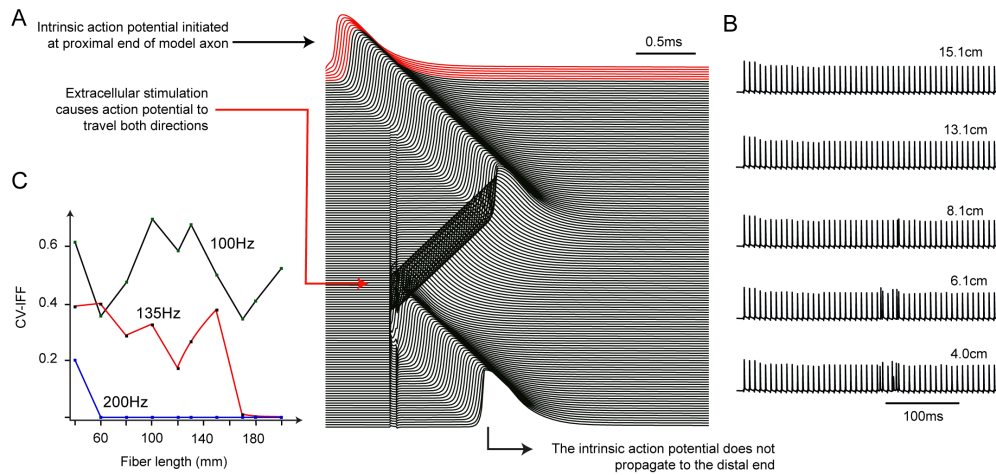 A
Intrinsic action potential initiated
at proximal end of model axon
0.5ms
Extracellular stimulation
causes action potential to
travel both directions
The intrinsic action potential does not
propagate to the distal end
B
15.1cm
13.1cm
8.1cm
6.1cm
4.0cm
100ms
C
CV-IFF
0.6
0.4
0.2
100Hz
135Hz
200Hz
60
100
140
180
Fiber length (mm)